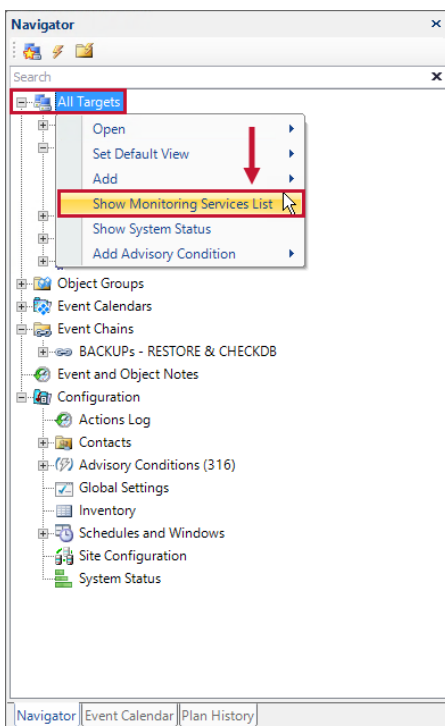 Navigator
Search
All Targets
Open
Set Default View
Add
Show Monitoring Services List
Show System Status
Add Advisory Condition
Object Groups
Event Calendars
Event Chains
BACKUPs - RESTORE & CHECKDB
Event and Object Notes
Configuration
Actions Log
Contacts
Advisory Conditions (316)
Global Settings
Inventory
Schedules and Windows
Site Configuration
System Status
Navigator Event Calendar Plan History